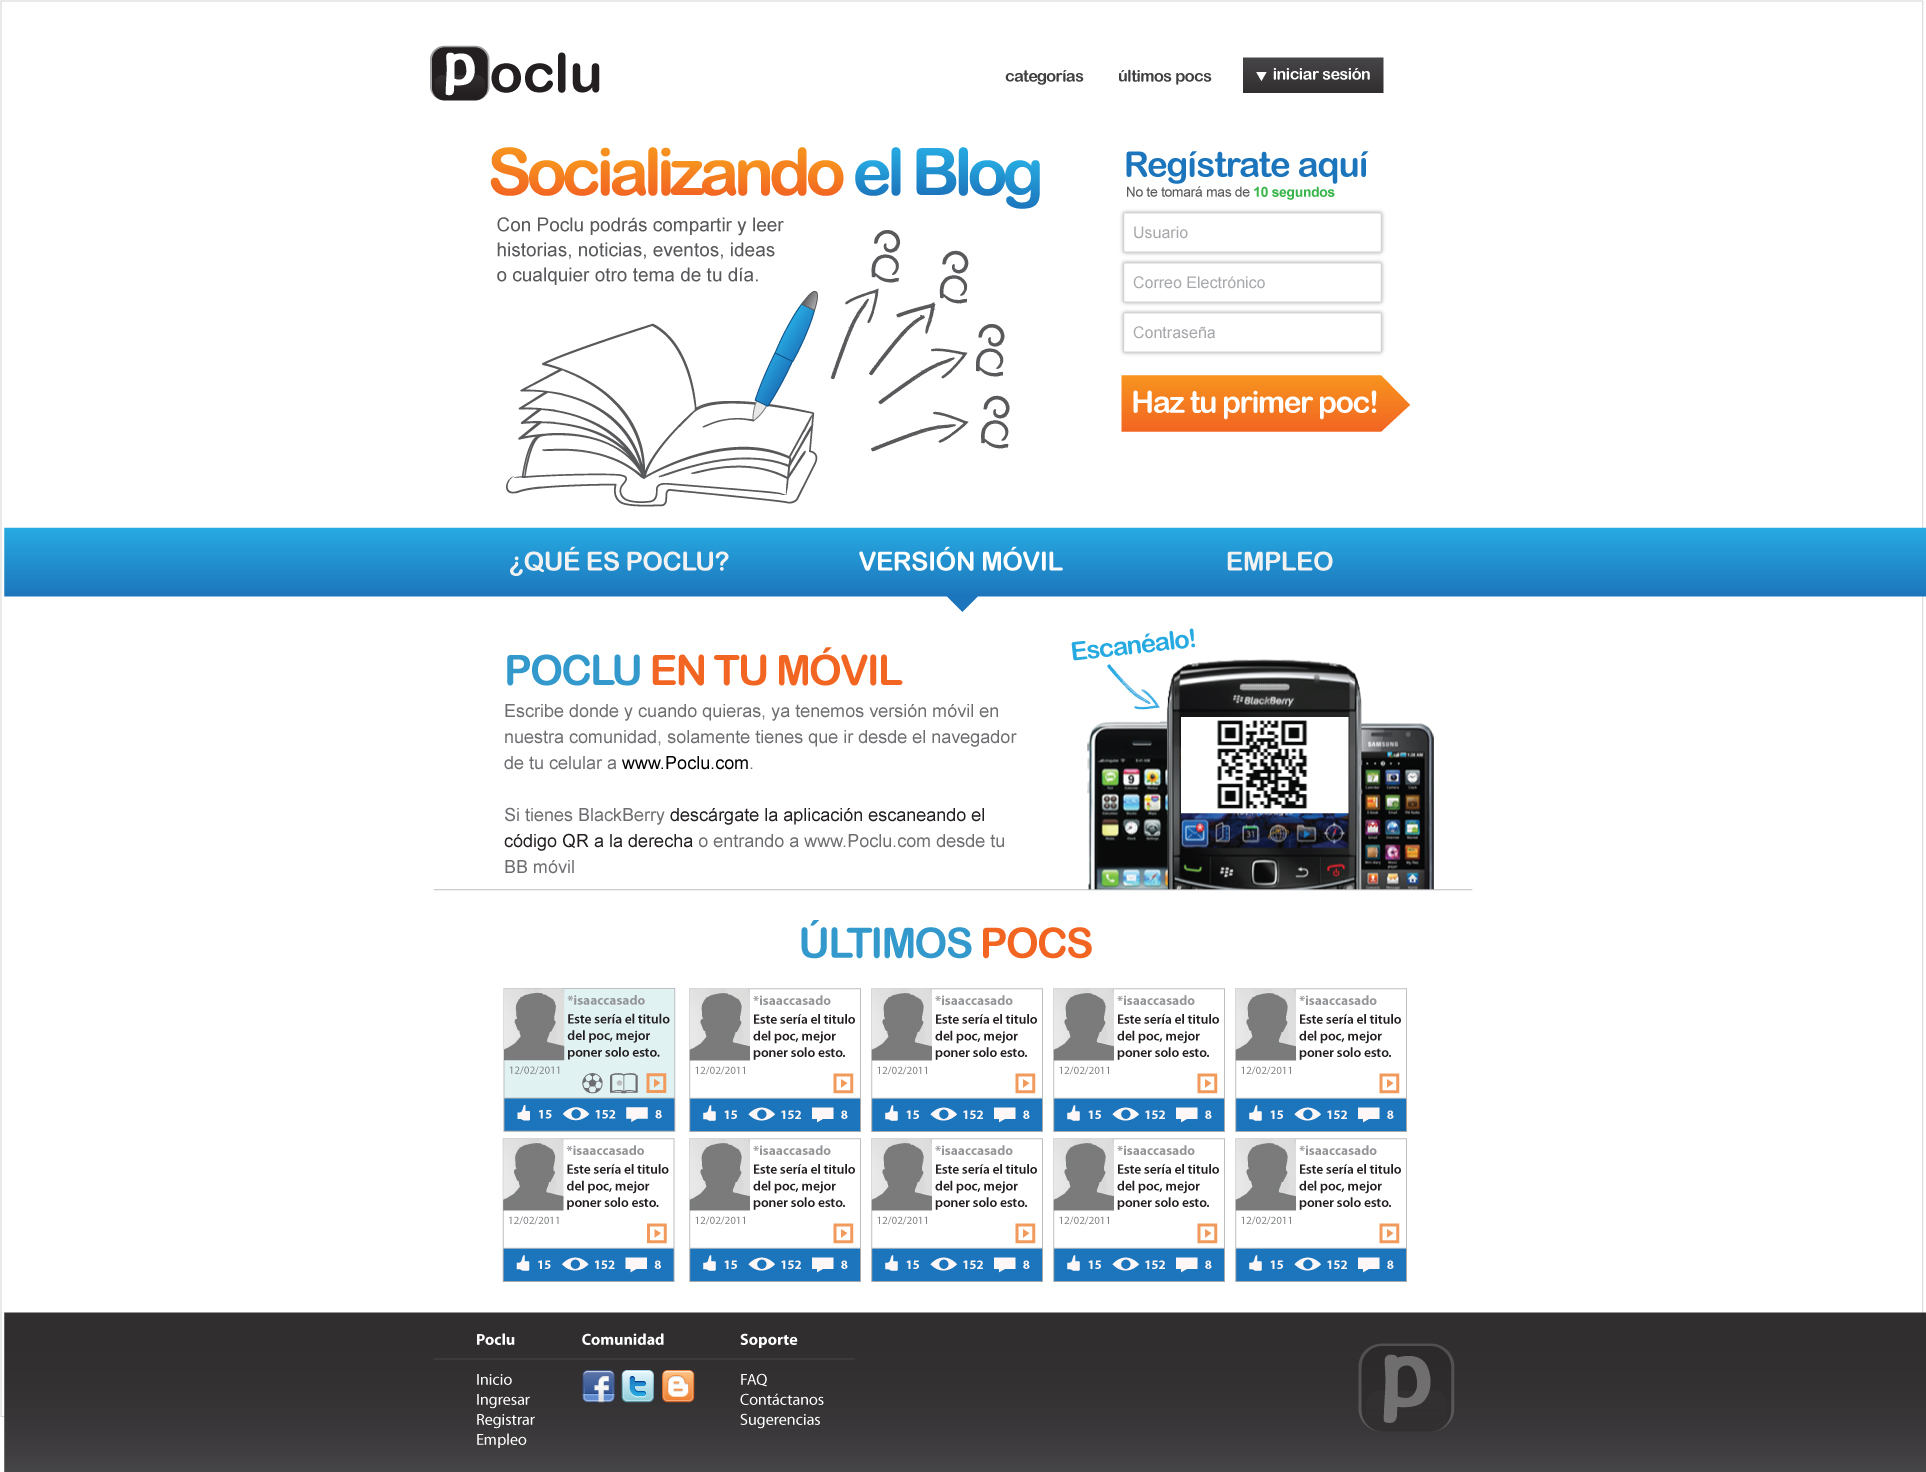 poclu
categorías
últimos pocs
iniciar sesión
Socializando el Blog
Con Poclu podrás compartir y leer
historias, noticias, eventos, ideas
o cualquier otro tema de tu día.
Regístrate aquí
No te tomará mas de 10 segundos
Usuario
Correo Electrónico
Contraseña
Haz tu primer poc!
¿QUÉ ES POCLU?
VERSIÓN MÓVIL
EMPLEO
POCLU EN TU MÓVIL
Escribe donde y cuando quieras, ya tenemos versión móvil en
nuestra comunidad, solamente tienes que ir desde el navegador
de tu celular a www.Poclu.com.
Si tienes BlackBerry descárgate la aplicación escaneando el
código QR a la derecha o entrando a www.Poclu.com desde tu
BB móvil
Escanéalo!
BlackBerry
SAMSUNG
9
31
ÚLTIMOS POCS
*isaaccasado
Este sería el titulo
del poc, mejor
poner solo esto.
12/02/2011
15 152 8
*isaaccasado
Este sería el titulo
del poc, mejor
poner solo esto.
12/02/2011
15 152 8
*isaaccasado
Este sería el titulo
del poc, mejor
poner solo esto.
12/02/2011
15 152 8
*isaaccasado
Este sería el titulo
del poc, mejor
poner solo esto.
12/02/2011
15 152 8
*isaaccasado
Este sería el titulo
del poc, mejor
poner solo esto.
12/02/2011
15 152 8
*isaaccasado
Este sería el titulo
del poc, mejor
poner solo esto.
12/02/2011
15 152 8
*isaaccasado
Este sería el titulo
del poc, mejor
poner solo esto.
12/02/2011
15 152 8
*isaaccasado
Este sería el titulo
del poc, mejor
poner solo esto.
12/02/2011
15 152 8
*isaaccasado
Este sería el titulo
del poc, mejor
poner solo esto.
12/02/2011
15 152 8
*isaaccasado
Este sería el titulo
del poc, mejor
poner solo esto.
12/02/2011
15 152 8
Poclu
Inicio
Ingresar
Registrar
Empleo
Comunidad
Soporte
FAQ
Contáctanos
Sugerencias
p